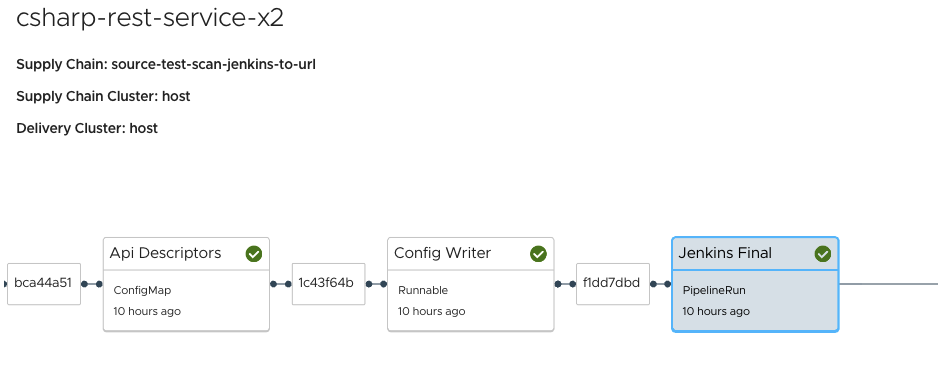 csharp-rest-service-x2
Supply Chain: source-test-scan-jenkins-to-url
Supply Chain Cluster: host
Delivery Cluster: host
bca44a51
Api Descriptors
ConfigMap
10 hours ago
1c43f64b
Config Writer
Runnable
10 hours ago
f1dd7dbd
Jenkins Final
PipelineRun
10 hours ago